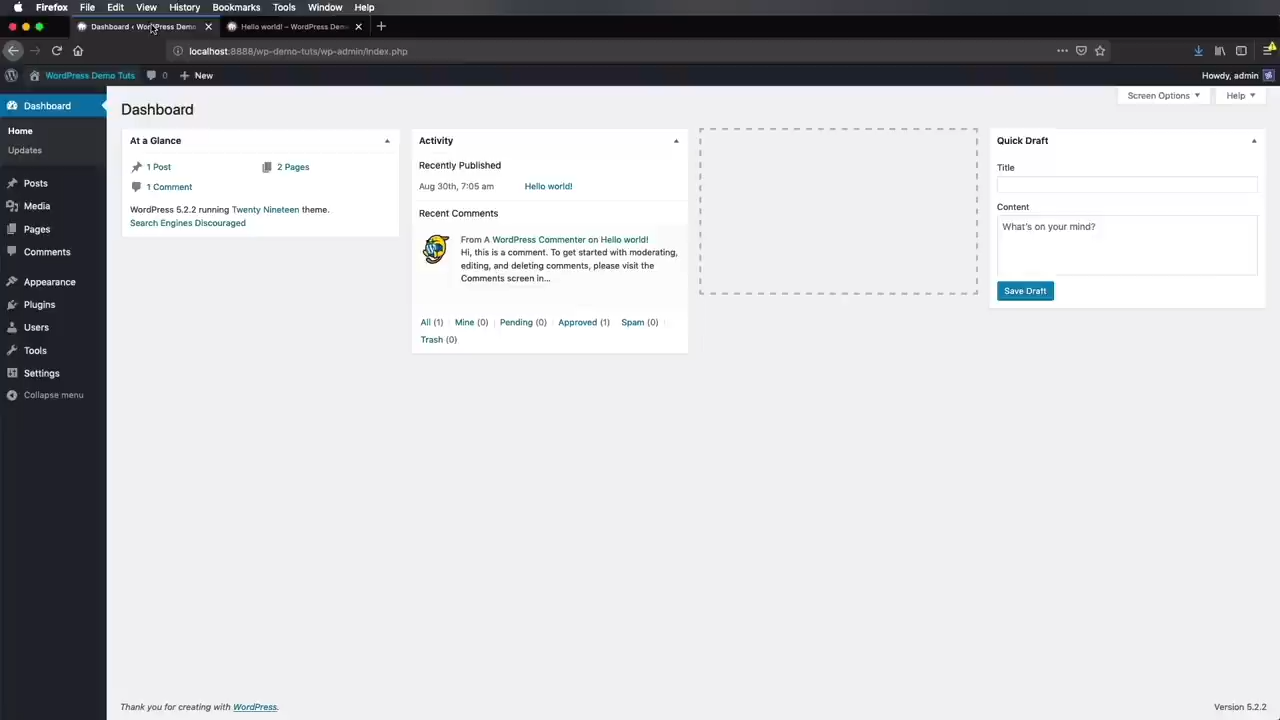 Firefox File Edit View History Bookmarks Tools Window Help
Dashboard ‹ WordPress Demo
Hello world! – WordPress Dem
localhost:8888/wp-demo-tuts/wp-admin/index.php
WordPress Demo Tuts 0 New
Howdy, admin
Screen Options Help
Dashboard
Home
Updates
Posts
Media
Pages
Comments
Appearance
Plugins
Users
Tools
Settings
Collapse menu
Dashboard
At a Glance
1 Post 2 Pages
1 Comment
WordPress 5.2.2 running Twenty Nineteen theme.
Search Engines Discouraged
Activity
Recently Published
Aug 30th, 7:05 am Hello world!
Recent Comments
From A WordPress Commenter on Hello world!
Hi, this is a comment. To get started with moderating,
editing, and deleting comments, please visit the
Comments screen in…
All (1) | Mine (0) | Pending (0) | Approved (1) | Spam (0) |
Trash (0)
Quick Draft
Title
Content
What's on your mind?
Save Draft
Thank you for creating with WordPress.
Version 5.2.2